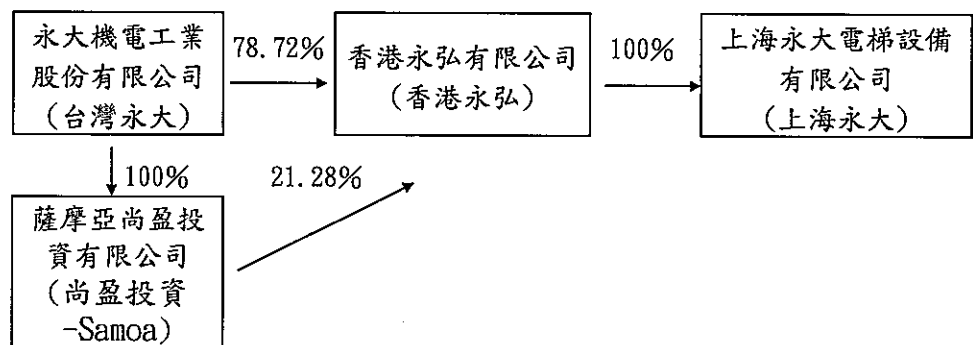 永大機電工業
股份有限公司
(台灣永大)
78.72%
香港永弘有限公司
(香港永弘)
100%
上海永大電梯設備
有限公司
(上海永大)
100%
21.28%
薩摩亞尚盈投
資有限公司
(尚盈投資
-Samoa)